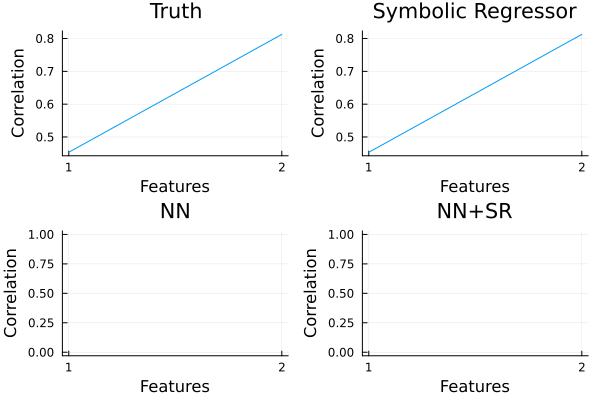 Truth
Correlation
0.8
0.7
0.6
0.5
1
2
Features
Symbolic Regressor
Correlation
0.8
0.7
0.6
0.5
1
2
Features
NN
Correlation
1.00
0.75
0.50
0.25
0.00
1
2
Features
NN+SR
Correlation
1.00
0.75
0.50
0.25
0.00
1
2
Features